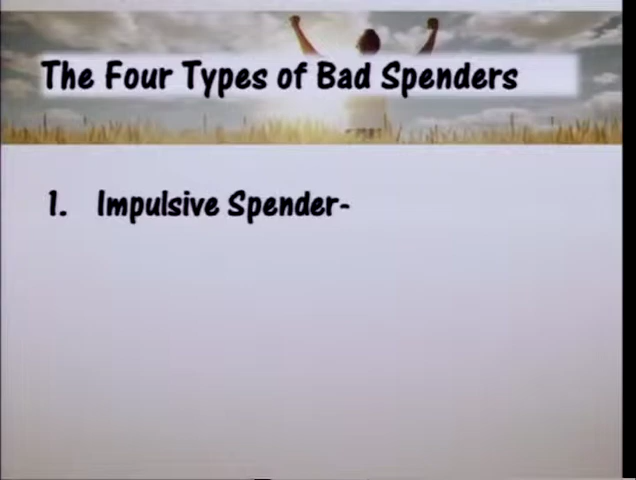 The Four Types of Bad Spenders
1. Impulsive Spender-